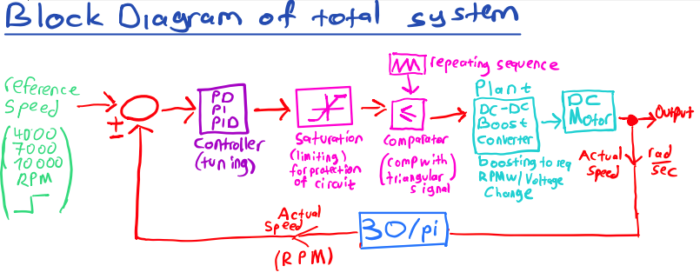 Block Diagram of total system
repeating sequence
reference
Speed
4000
7000
10000
RPM
±
PD
PI
PID
Controller
(tuning)
Saturation
(limiting)
for protection
of circuit
≤
Comparator
(comp with
triangular
signal)
Plant
DC-DC
Boost
Converter
boosting to req
RPM w/ Voltage
Change
DC
Motor
Output
Actual
Speed
rad/sec
Actual
Speed
(RPM)
30/pi